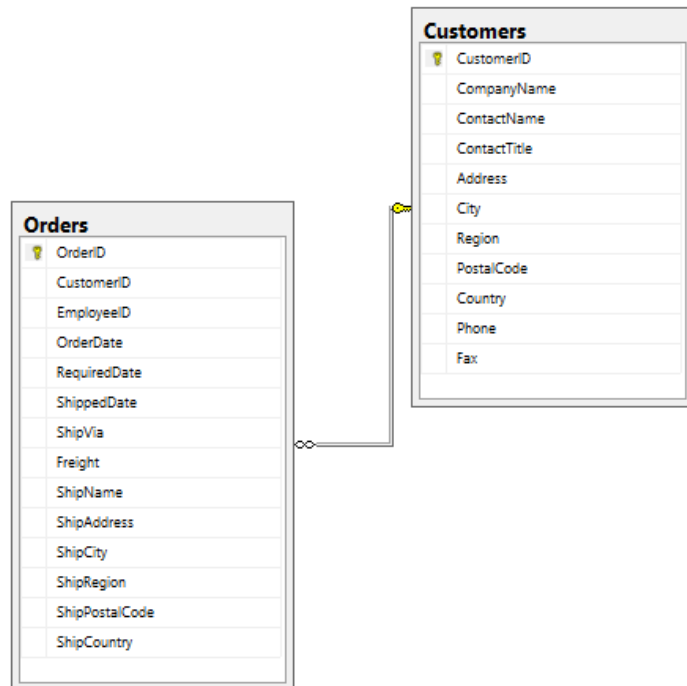 Customers
CustomerID
CompanyName
ContactName
ContactTitle
Address
City
Region
PostalCode
Country
Phone
Fax
Orders
OrderID
CustomerID
EmployeeID
OrderDate
RequiredDate
ShippedDate
ShipVia
Freight
ShipName
ShipAddress
ShipCity
ShipRegion
ShipPostalCode
ShipCountry